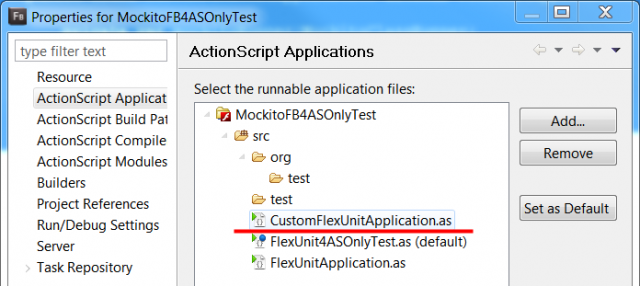 Fb Properties for MockitoFB4ASOnlyTest
type filter text
Resource
ActionScript Applicat
ActionScript Build Pat
ActionScript Compile
ActionScript Modules
Builders
Project References
Run/Debug Settings
Server
Task Repository
ActionScript Applications
Select the runnable application files:
MockitoFB4ASOnlyTest
src
org
test
test
CustomFlexUnitApplication.as
FlexUnit4ASOnlyTest.as (default)
FlexUnitApplication.as
Add...
Remove
Set as Default